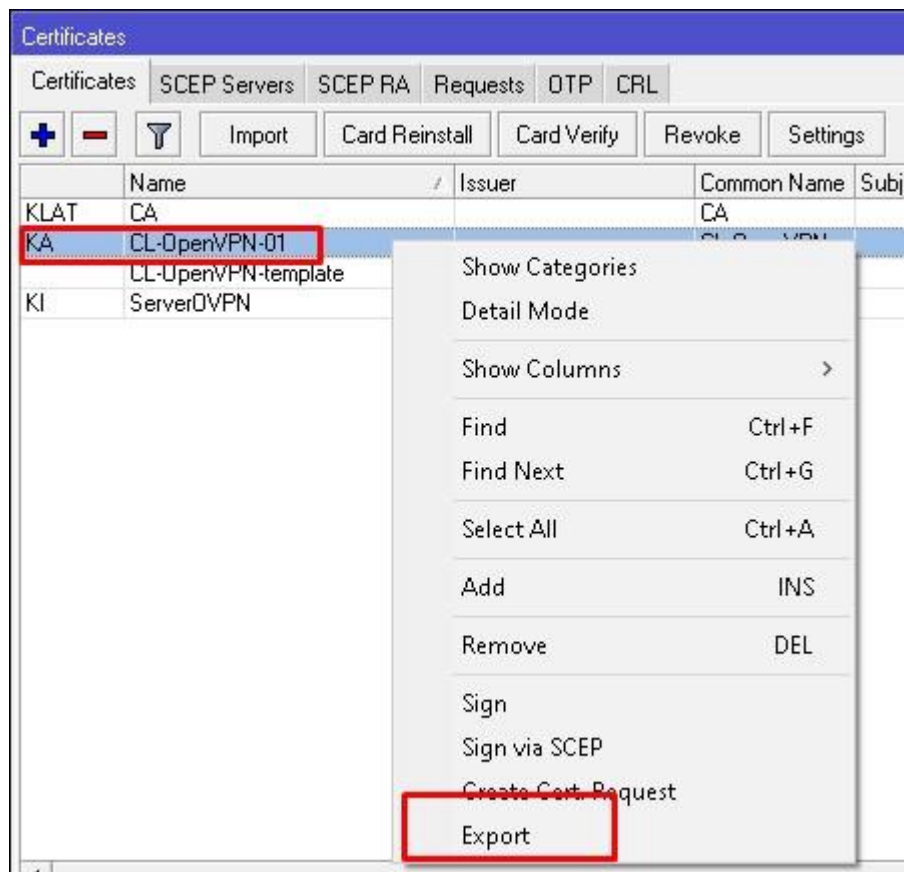 Certificates
Certificates SCEP Servers SCEP RA Requests OTP CRL
Import Card Reinstall Card Verify Revoke Settings
Name Issuer Common Name Subj
KLAT CA CA
KA CL-OpenVPN-01 CL-OpenVPN
CL-OpenVPN-template
KI ServerOVPN
Show Categories
Detail Mode
Show Columns
Find Ctrl+F
Find Next Ctrl+G
Select All Ctrl+A
Add INS
Remove DEL
Sign
Sign via SCEP
Create Cert. Request
Export